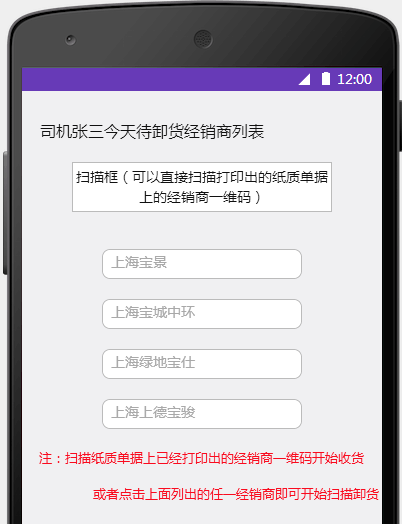 12:00
司机张三今天待卸货经销商列表
扫描框（可以直接扫描打印出的纸质单据
上的经销商一维码）
上海宝景
上海宝城中环
上海绿地宝仕
上海上德宝骏
注：扫描纸质单据上已经打印出的经销商一维码开始收货
或者点击上面列出的任一经销商即可开始扫描卸货